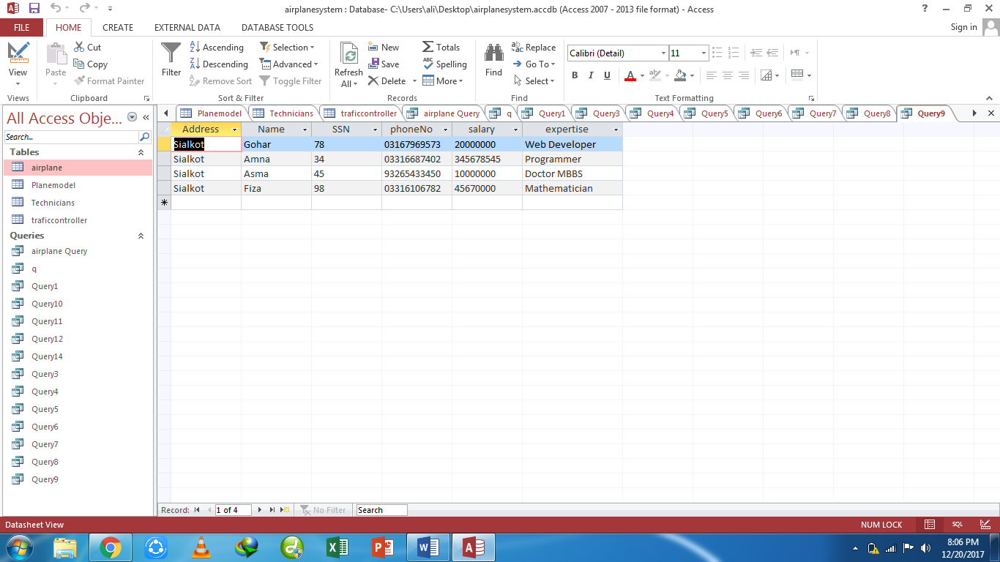 airplanesystem : Database- C:\Users\ali\Desktop\airplanesystem.accdb (Access 2007 - 2013 file format) - Access
FILE HOME CREATE EXTERNAL DATA DATABASE TOOLS Sign in
View
Views
Paste
Cut
Copy
Format Painter
Clipboard
Filter
Ascending
Descending
Remove Sort
Selection
Advanced
Toggle Filter
Sort & Filter
Refresh
All
New
Save
Delete
Totals
Spelling
More
Records
Find
Replace
Go To
Select
Find
Calibri (Detail) 11
B I U A
Text Formatting
All Access Obje...
Search...
Tables
airplane
Planemodel
Technicians
traficcontroller
Queries
airplane Query
q
Query1
Query10
Query11
Query12
Query14
Query3
Query4
Query5
Query6
Query7
Query8
Query9
Planemodel Technicians traficcontroller airplane Query q Query1 Query3 Query4 Query5 Query6 Query7 Query8 Query9
Address Name SSN phoneNo salary expertise
Sialkot Gohar 78 03167969573 20000000 Web Developer
Sialkot Amna 34 03316687402 345678545 Programmer
Sialkot Asma 45 93265433450 10000000 Doctor MBBS
Sialkot Fiza 98 03316106782 45670000 Mathematician
Record: 1 of 4 No Filter Search
Datasheet View NUM LOCK SQL
8:06 PM
12/20/2017